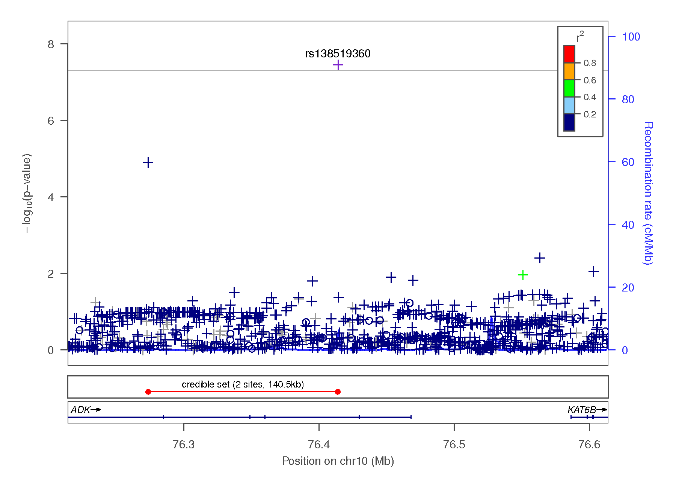 rs138519360
r²
0.8
0.6
0.4
0.2
8
6
4
2
0
−log10(p−value)
100
80
60
40
20
0
Recombination rate (cM/Mb)
credible set (2 sites, 140.5kb)
ADK→
KAT6B→
76.3
76.4
76.5
76.6
Position on chr10 (Mb)